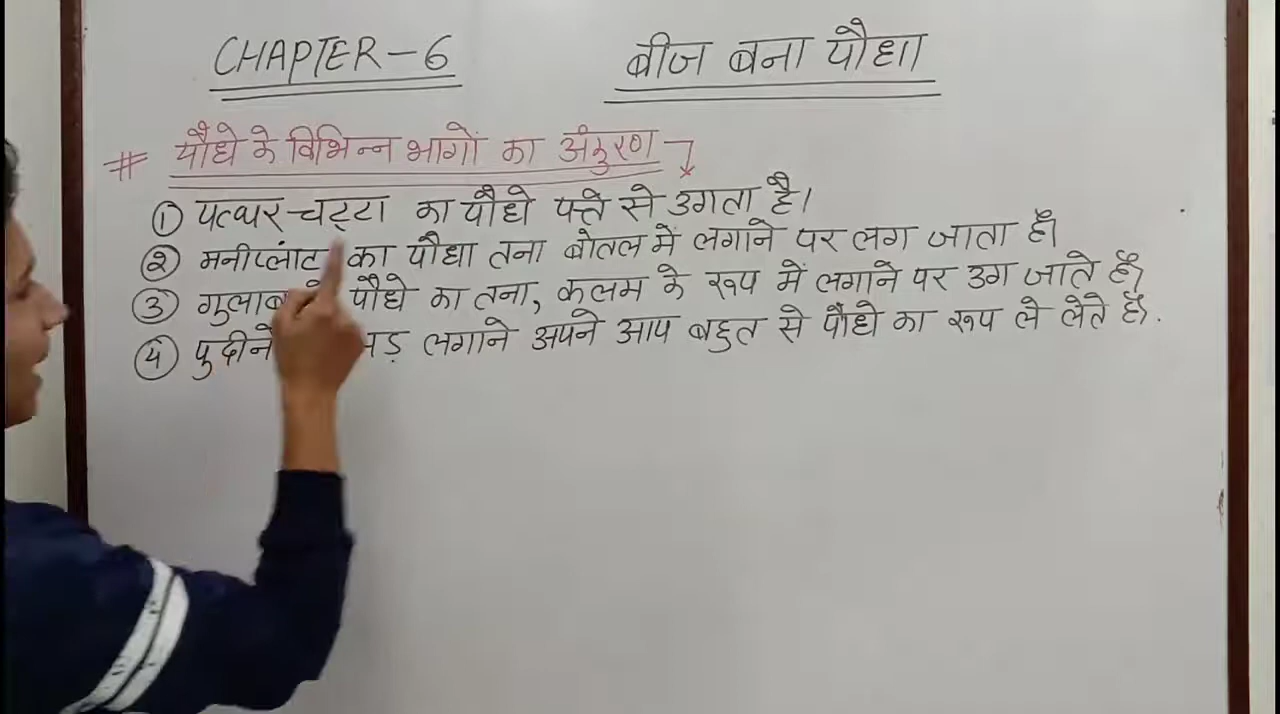 CHAPTER-6
बीज बना पौधा
# पौधे के विभिन्न भागों का अंकुरण
① पत्थर-चट्टा का पौधे पत्ते से उगता है।
② मनीप्लांट का पौधा तना बोतल में लगाने पर लग जाता है।
③ गुलाब पौधे का तना, कलम के रूप में लगाने पर उग जाते हैं।
④ पुदीने लगाने अपने आप बहुत से पौधे का रूप ले लेते हैं.